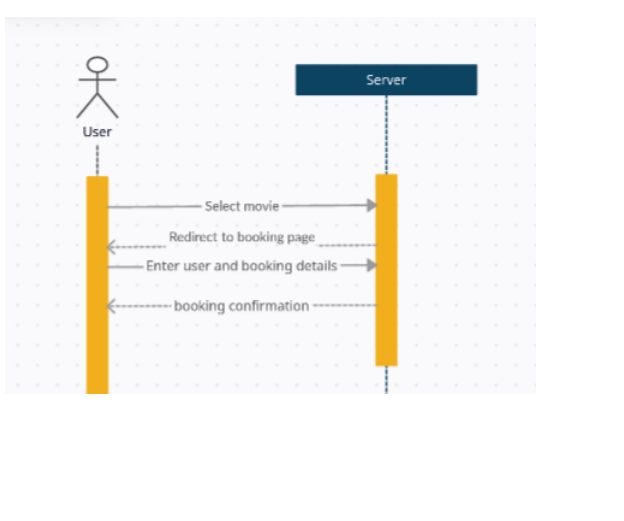 Server
User
Select movie
Redirect to booking page
Enter user and booking details
booking confirmation